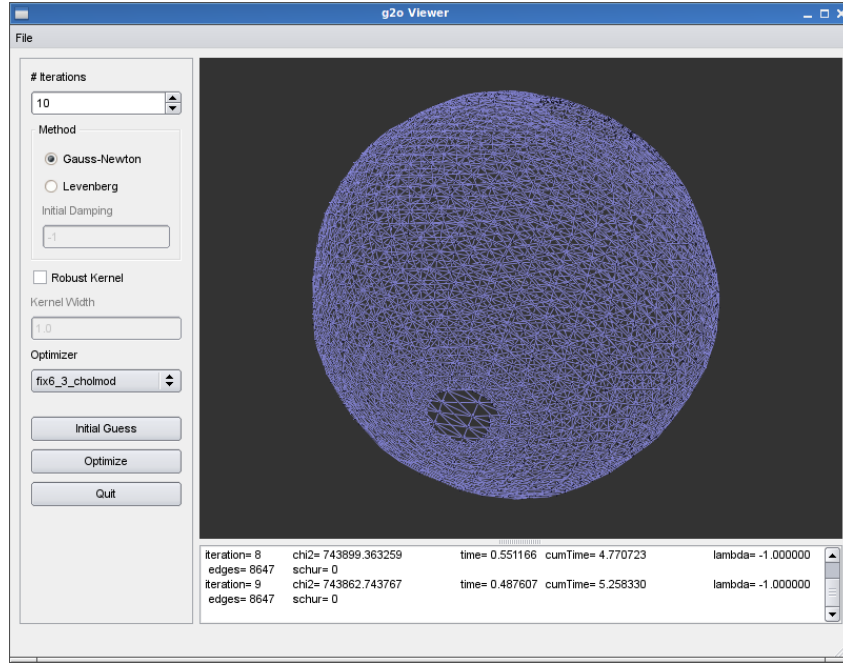 g2o Viewer
File
# Iterations
10
Method
Gauss-Newton
Levenberg
Initial Damping
-1
Robust Kernel
Kernel Width
1.0
Optimizer
fix6_3_cholmod
Initial Guess
Optimize
Quit
iteration= 8 chi2= 743899.363259 time= 0.551166 cumTime= 4.770723 lambda= -1.000000
edges= 8647 schur= 0
iteration= 9 chi2= 743862.743767 time= 0.487607 cumTime= 5.258330 lambda= -1.000000
edges= 8647 schur= 0